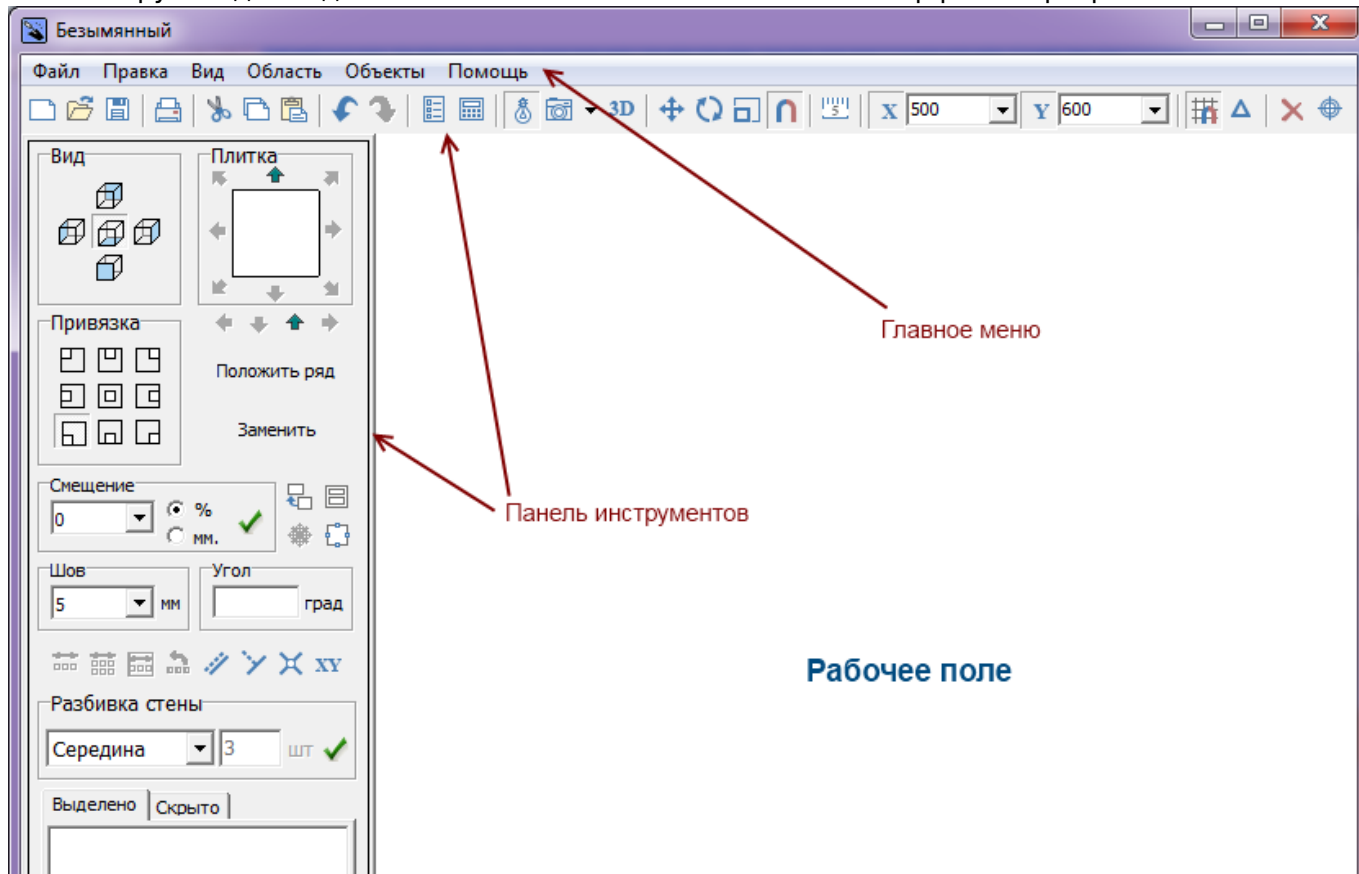 Безымянный
Файл Правка Вид Область Объекты Помощь
3D 5 X 500 Y 600
Вид Плитка
Привязка
Главное меню
Положить ряд
Заменить
Смещение
0 %
мм.
Панель инструментов
Шов Угол
5 мм град
XY
Рабочее поле
Разбивка стены
Середина 3 шт
Выделено Скрыто